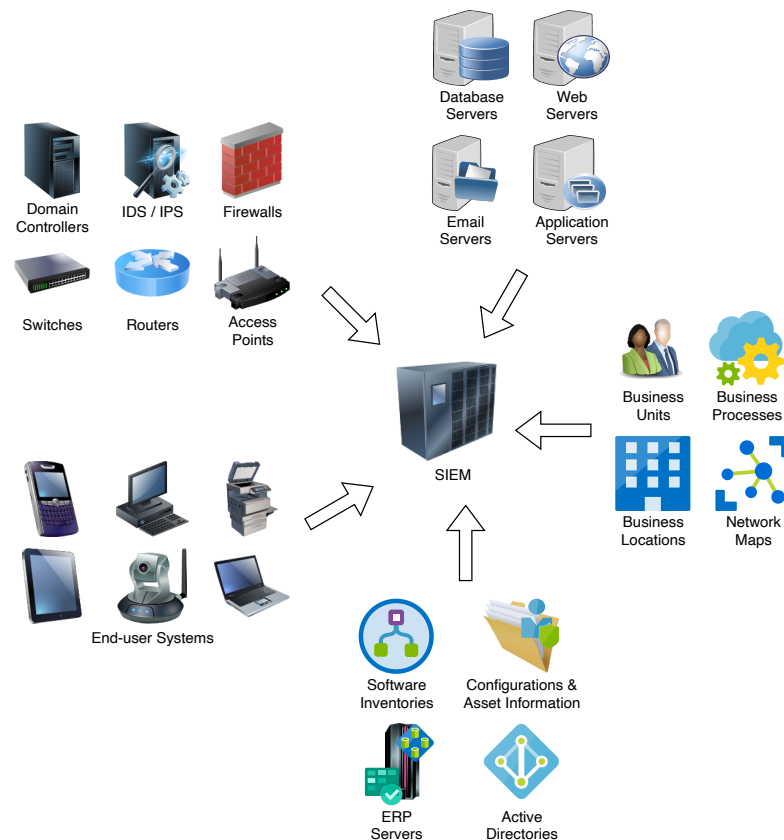 Database
Servers
Web
Servers
Email
Servers
Application
Servers
Domain
Controllers
IDS / IPS
Firewalls
Switches
Routers
Access
Points
SIEM
Business
Units
Business
Processes
Business
Locations
Network
Maps
End-user Systems
Software
Inventories
Configurations &
Asset Information
ERP
Servers
Active
Directories